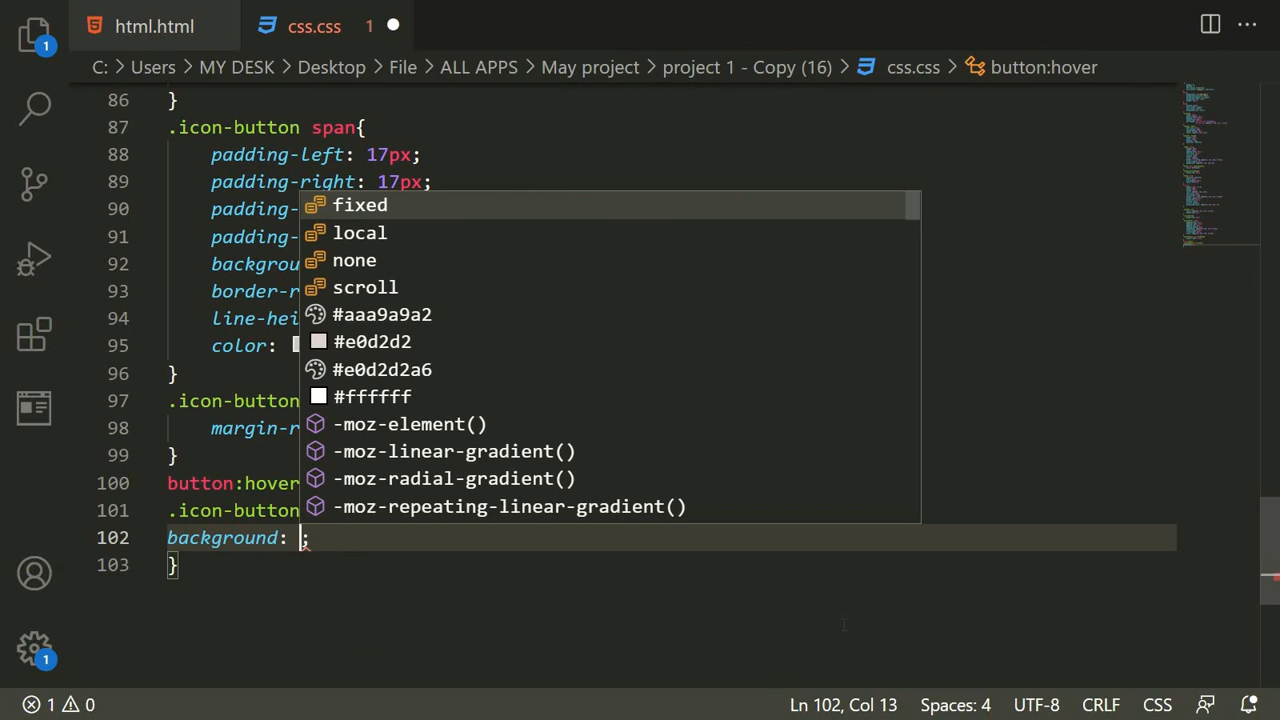 html.html css.css 1
C: > Users > MY DESK > Desktop > File > ALL APPS > May project > project 1 - Copy (16) > css.css > button:hover
86 }
87 .icon-button span{
88 padding-left: 17px;
89 padding-right: 17px;
90 padding-
91 padding-
92 backgrou
93 border-r
94 line-hei
95 color:
96 }
97 .icon-button
98 margin-r
99 }
100 button:hover
101 .icon-button
102 background: ;
103 }
fixed
local
none
scroll
#aaa9a9a2
#e0d2d2
#e0d2d2a6
#ffffff
-moz-element()
-moz-linear-gradient()
-moz-radial-gradient()
-moz-repeating-linear-gradient()
1
1
1 0 Ln 102, Col 13 Spaces: 4 UTF-8 CRLF CSS